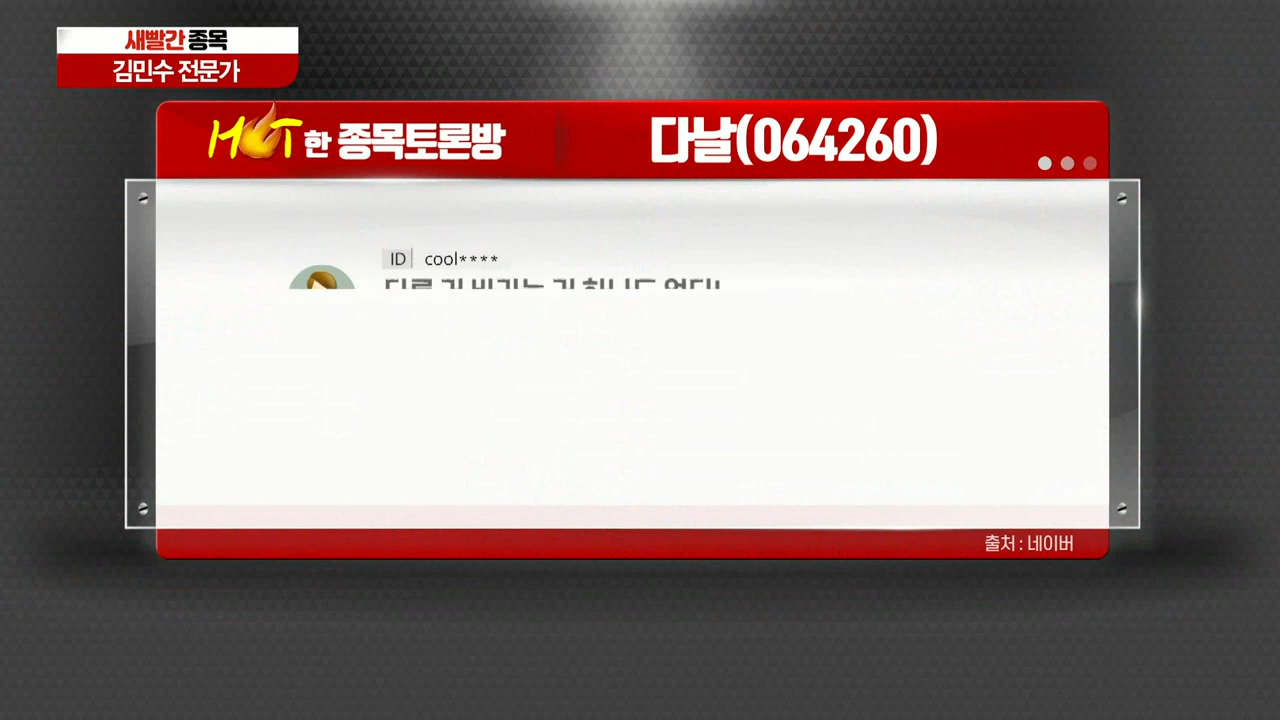 새빨간 종목
김민수 전문가
HOT한 종목토론방
다날(064260)
ID cool****
출처 : 네이버